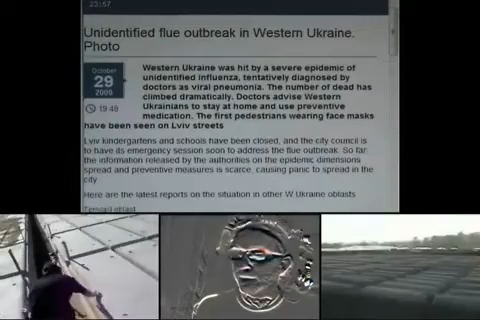 23:57
Unidentified flue outbreak in Western Ukraine.
Photo
October
29
2009
19:48
Western Ukraine was hit by a severe epidemic of
unidentified influenza, tentatively diagnosed by
doctors as viral pneumonia. The number of dead has
climbed dramatically. Doctors advise Western
Ukrainians to stay at home and use preventive
medication. The first pedestrians wearing face masks
have been seen on Lviv streets
Lviv kindergartens and schools have been closed, and the city council is
to have its emergency session soon to address the flue outbreak. So far,
the information released by the authorities on the epidemic dimensions
spread and preventive measures is scarce, causing panic to spread in the
city
Here are the latest reports on the situation in other W.Ukraine oblasts
Ternopil oblast